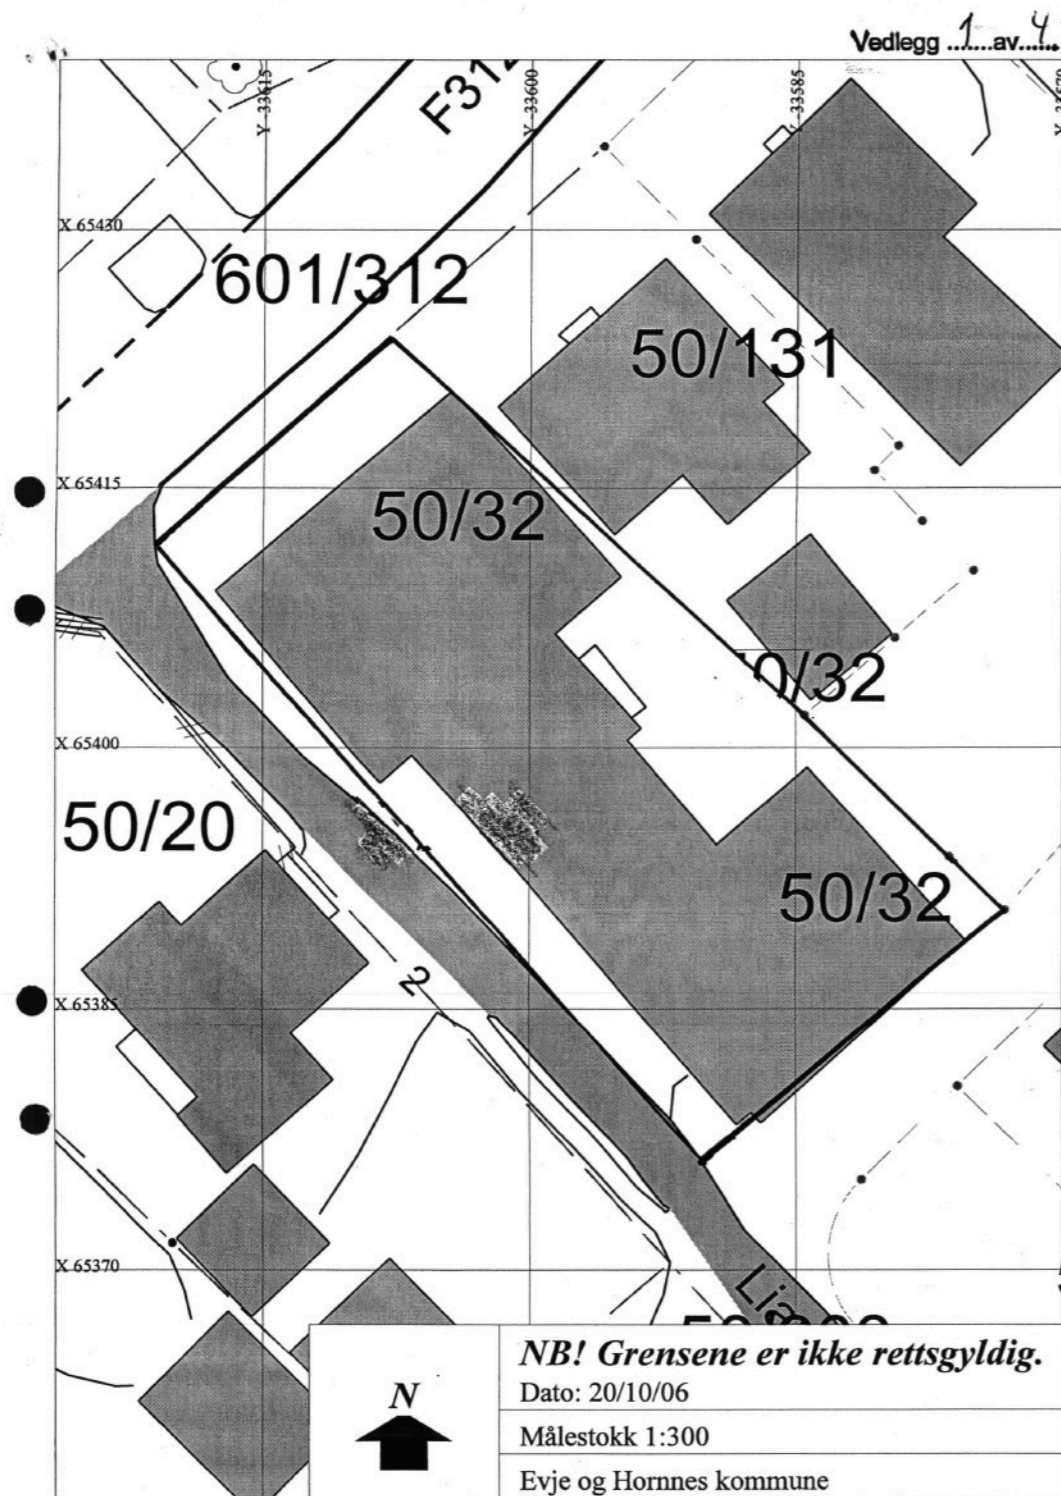 Vedlegg ...1...av...4...
F312
Y -33615
Y -33600
Y -33585
X 65430
601/312
50/131
X 65415
50/32
50/32
X 65400
50/20
50/32
2
X 65385
X 65370
Lia
NB! Grensene er ikke rettsgyldig.
N
Dato: 20/10/06
Målestokk 1:300
Evje og Hornnes kommune